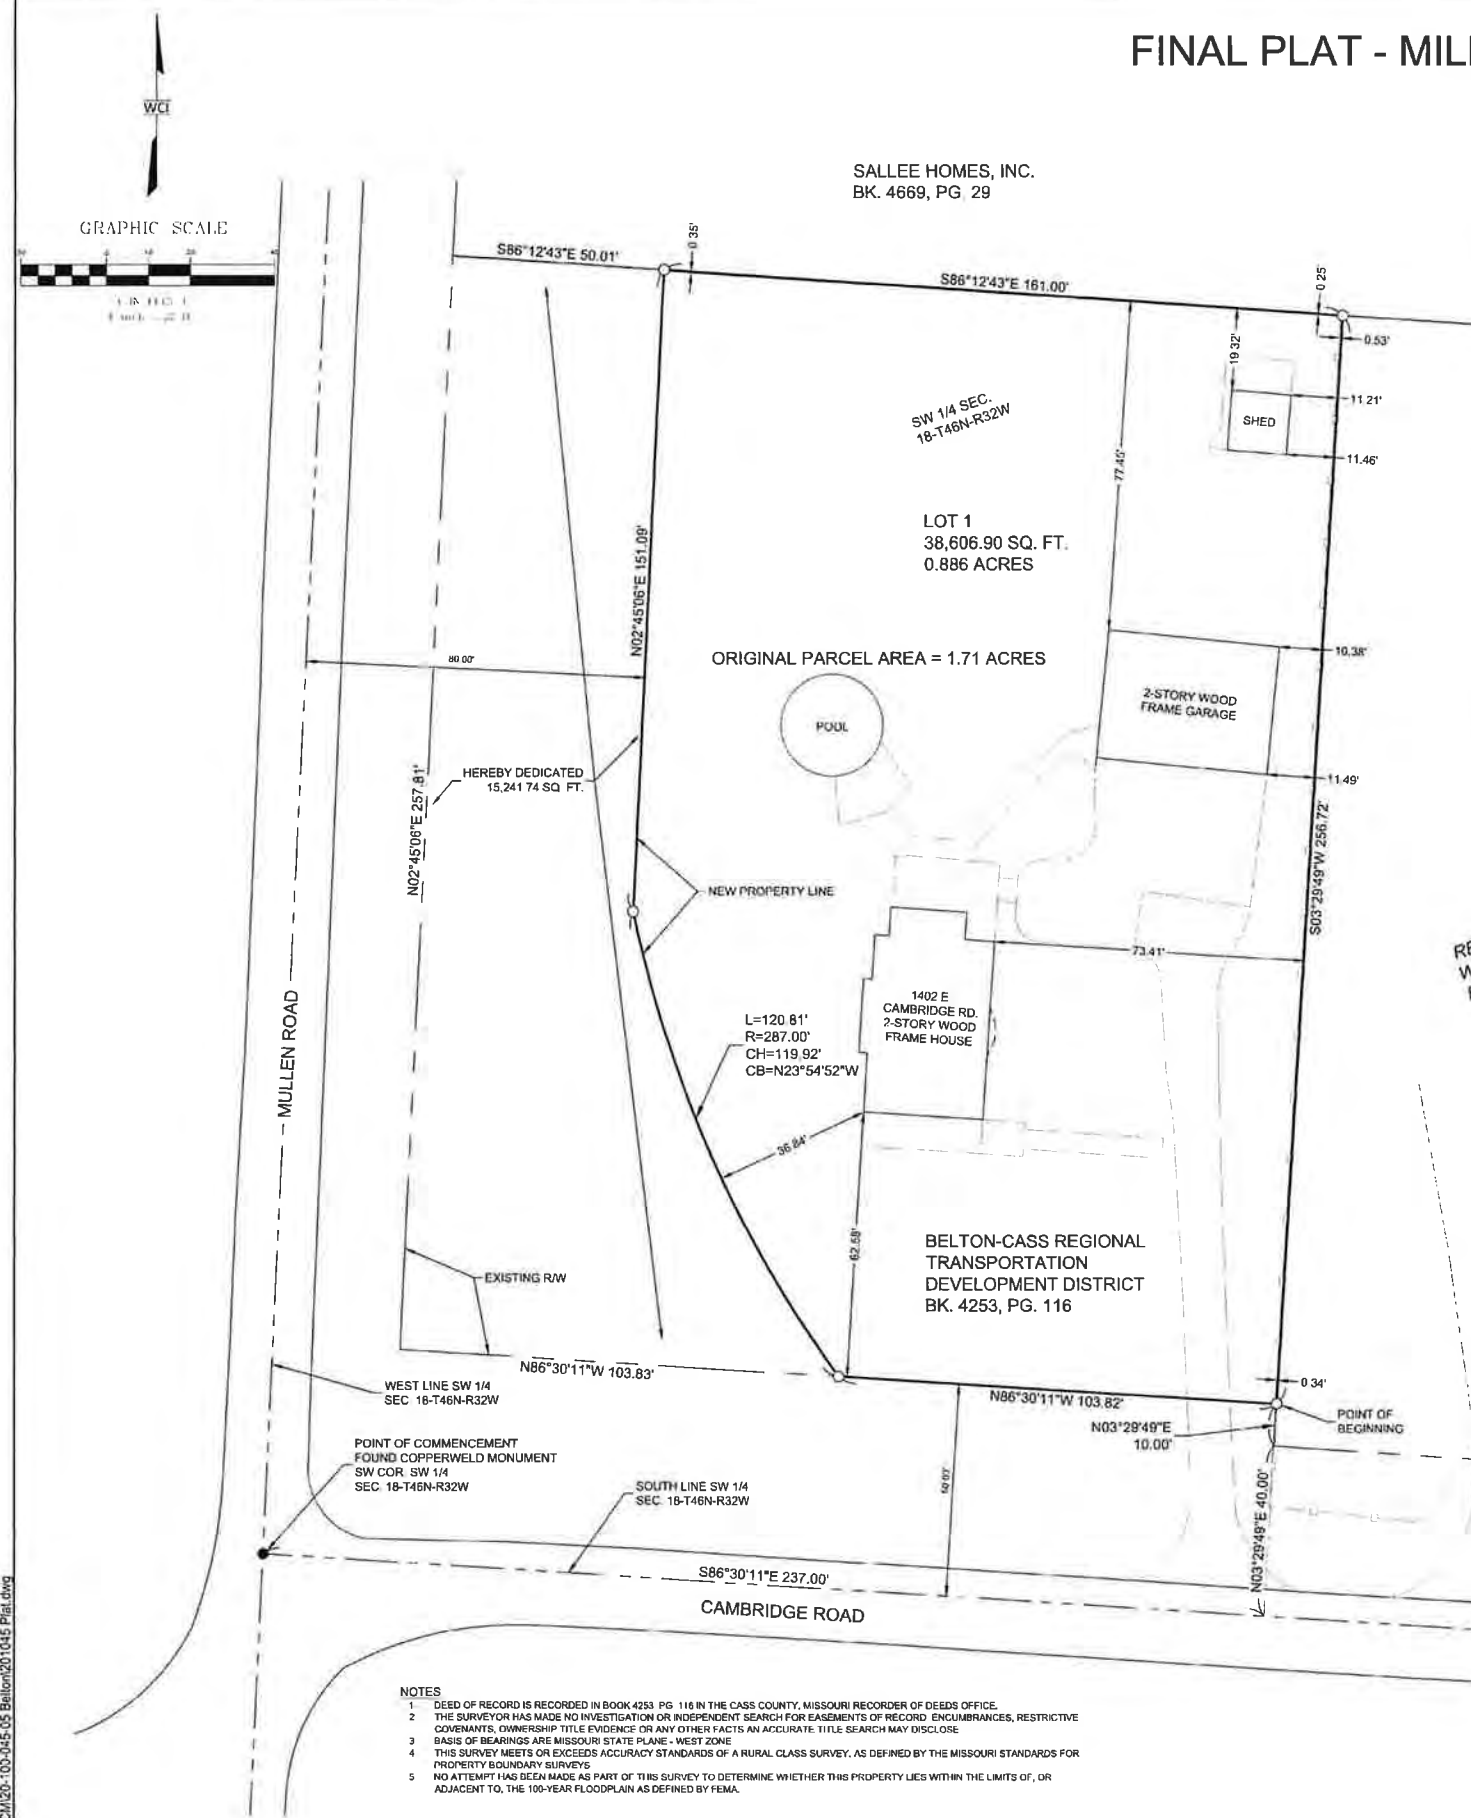 FINAL PLAT - MILL
WCI
GRAPHIC SCALE
SALLEE HOMES, INC.
BK. 4669, PG 29
S86°12'43"E 50.01'
0 35'
S86°12'43"E 161.00'
0 25'
0.53'
19 32'
11 21'
SHED
11.46'
SW 1/4 SEC.
18-T46N-R32W
77.45'
LOT 1
38,606.90 SQ. FT.
0.886 ACRES
N02°45'06"E 151.09'
80 00'
ORIGINAL PARCEL AREA = 1.71 ACRES
10.38'
2-STORY WOOD
FRAME GARAGE
POOL
HEREBY DEDICATED
15,241 74 SQ FT.
11.49'
N02°45'06"E 257.81'
S03°29'49"W 256.72'
NEW PROPERTY LINE
73.41'
1402 E
CAMBRIDGE RD.
2-STORY WOOD
FRAME HOUSE
L=120 81'
R=287.00'
CH=119.92'
CB=N23°54'52"W
MULLEN ROAD
36.84'
62.68'
BELTON-CASS REGIONAL
TRANSPORTATION
DEVELOPMENT DISTRICT
BK. 4253, PG. 116
EXISTING R/W
N86°30'11"W 103.83'
WEST LINE SW 1/4
SEC 18-T46N-R32W
N86°30'11"W 103.82'
0 34'
POINT OF
BEGINNING
N03°29'49"E
10.00'
POINT OF COMMENCEMENT
FOUND COPPERWELD MONUMENT
SW COR SW 1/4
SEC. 18-T46N-R32W
SOUTH LINE SW 1/4
SEC. 18-T46N-R32W
N03°29'49"E 40.00'
S86°30'11"E 237.00'
CAMBRIDGE ROAD
NOTES
1 DEED OF RECORD IS RECORDED IN BOOK 4253 PG 116 IN THE CASS COUNTY, MISSOURI RECORDER OF DEEDS OFFICE.
2 THE SURVEYOR HAS MADE NO INVESTIGATION OR INDEPENDENT SEARCH FOR EASEMENTS OF RECORD ENCUMBRANCES, RESTRICTIVE
COVENANTS, OWNERSHIP TITLE EVIDENCE OR ANY OTHER FACTS AN ACCURATE TITLE SEARCH MAY DISCLOSE
3 BASIS OF BEARINGS ARE MISSOURI STATE PLANE - WEST ZONE
4 THIS SURVEY MEETS OR EXCEEDS ACCURACY STANDARDS OF A RURAL CLASS SURVEY, AS DEFINED BY THE MISSOURI STANDARDS FOR
PROPERTY BOUNDARY SURVEYS
5 NO ATTEMPT HAS BEEN MADE AS PART OF THIS SURVEY TO DETERMINE WHETHER THIS PROPERTY LIES WITHIN THE LIMITS OF, OR
ADJACENT TO, THE 100-YEAR FLOODPLAIN AS DEFINED BY FEMA.
20-100-045-05 Belton\201045 Plat.dwg